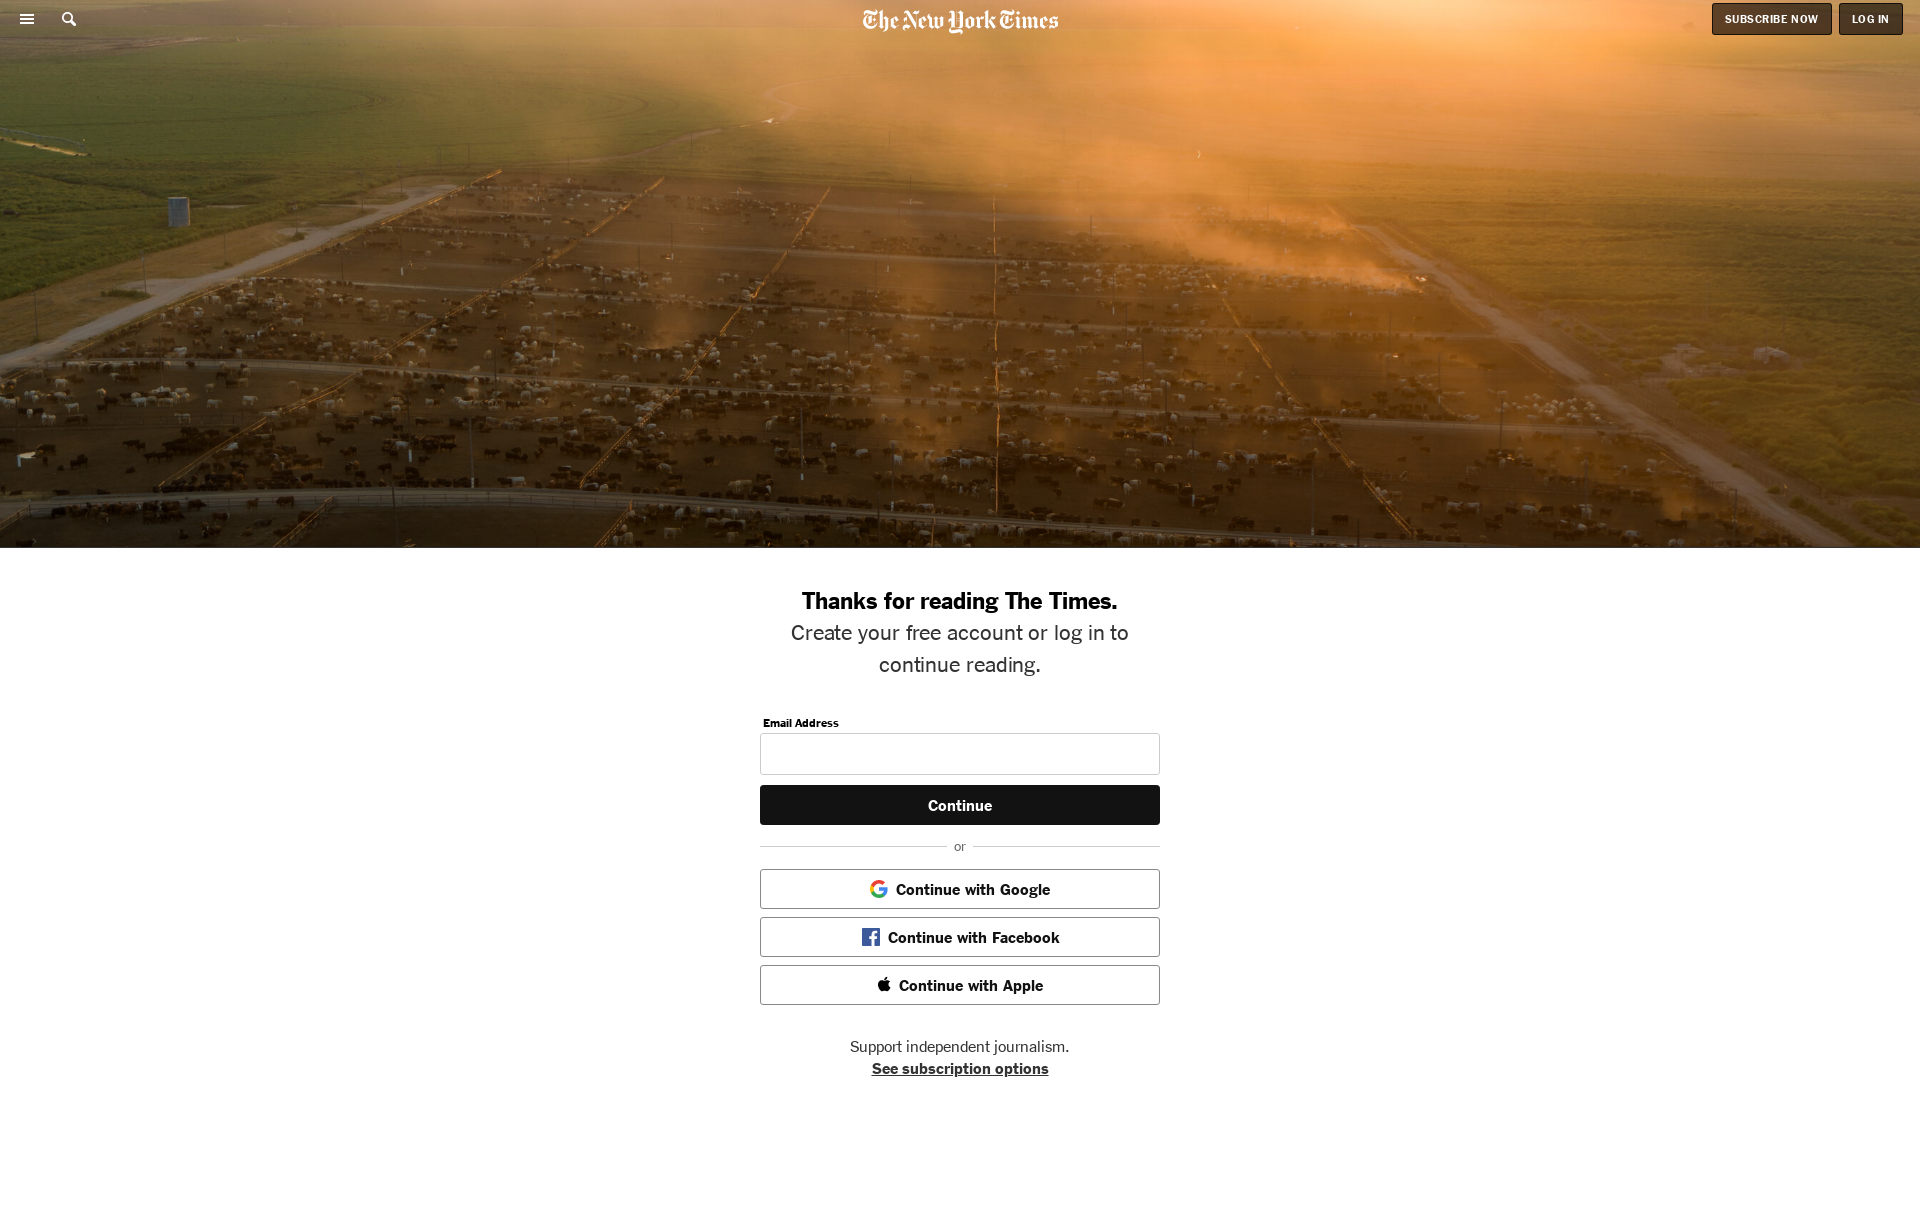 The New York Times
SUBSCRIBE NOW
LOG IN
Thanks for reading The Times.
Create your free account or log in to
continue reading.
Email Address
Continue
or
Continue with Google
Continue with Facebook
Continue with Apple
Support independent journalism.
See subscription options